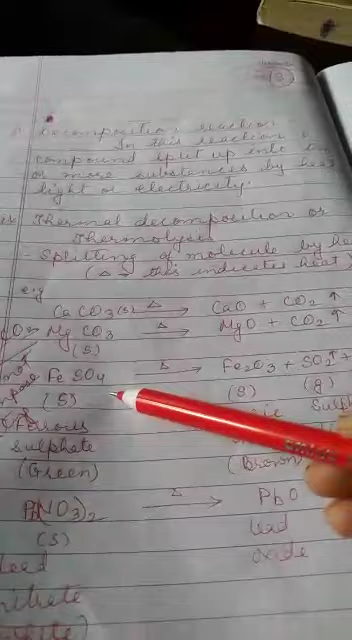 (3)
Decomposition reaction
In this reaction a
compound split up into two
or more substances by heat
light or electricity.
Thermal decomposition or
Thermolysis
- Splitting of molecule by he
(Δ → this indicates heat)
e.g
CaCO3(s) Δ→ CaO + CO2↑
MgCO3 Δ→ MgO + CO2↑
(S)
FeSO4 Δ→ Fe2O3 + SO2↑ +
(S) (S) (g)
Ferrous
Sulphate
(Green) (Brown)
Pb(NO3)2 Δ→ PbO
(S) Lead
Lead oxide
nitrate